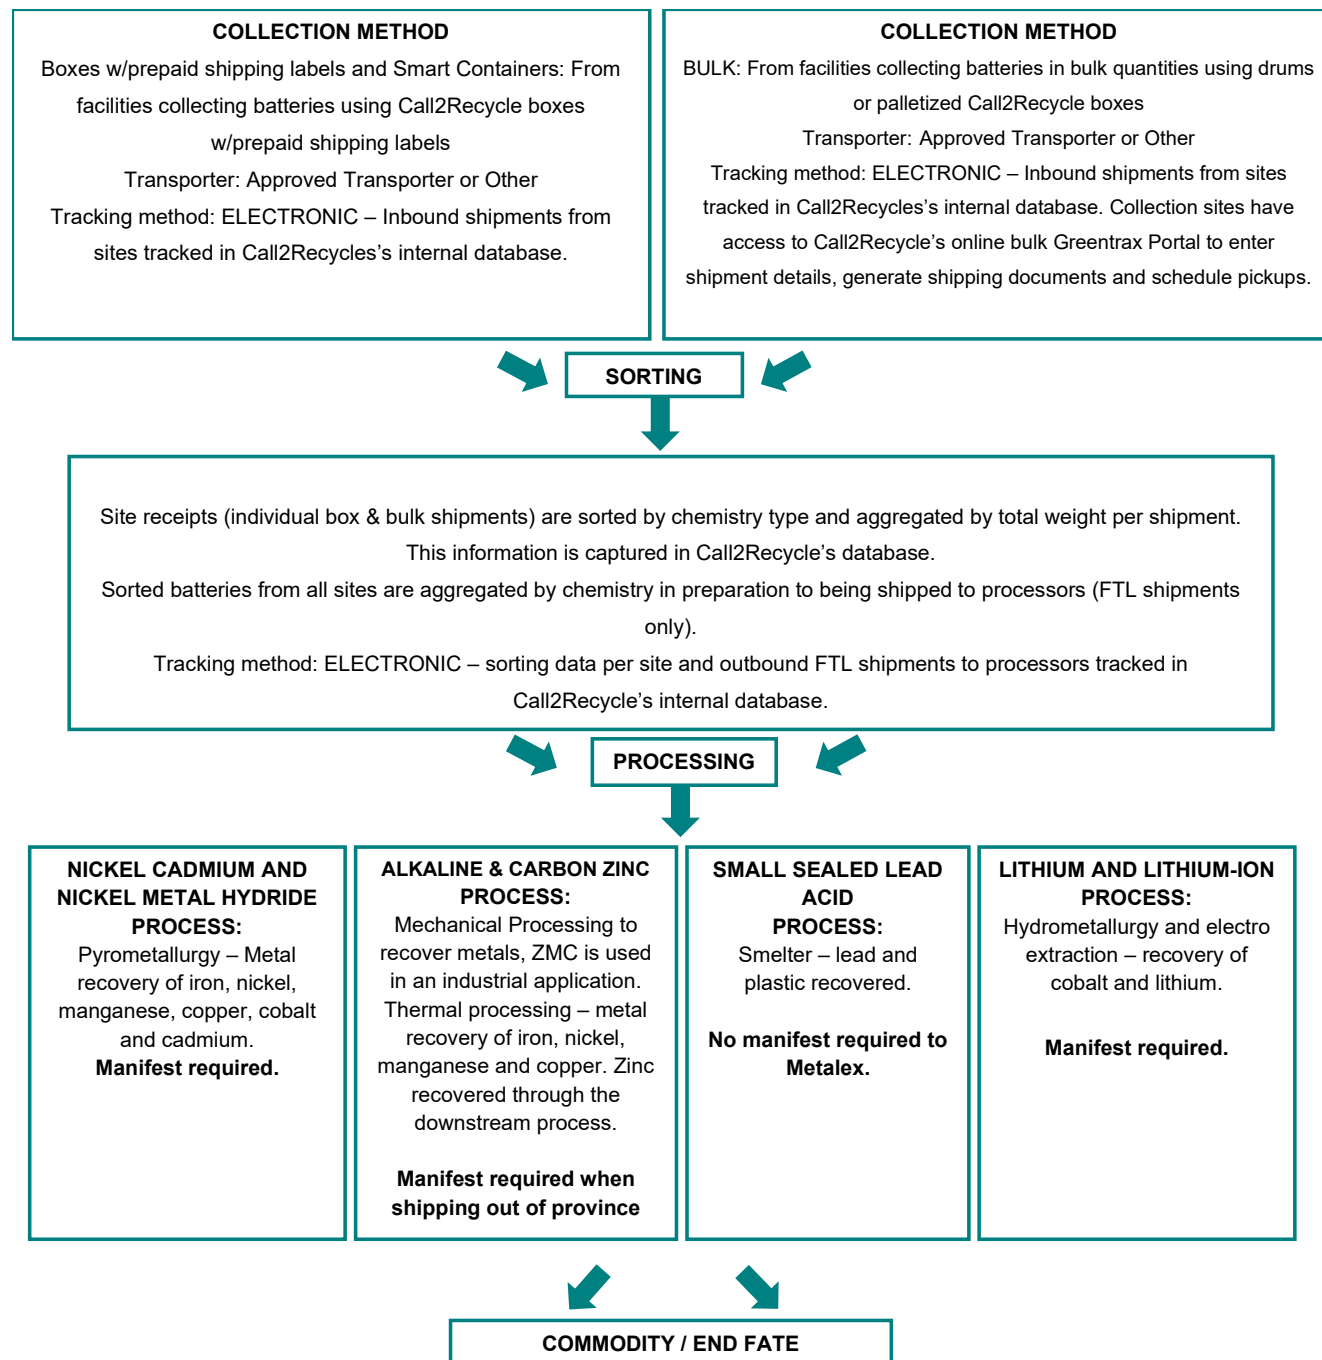 COLLECTION METHOD
Boxes w/prepaid shipping labels and Smart Containers: From
facilities collecting batteries using Call2Recycle boxes
w/prepaid shipping labels
Transporter: Approved Transporter or Other
Tracking method: ELECTRONIC – Inbound shipments from
sites tracked in Call2Recycles's internal database.
COLLECTION METHOD
BULK: From facilities collecting batteries in bulk quantities using drums
or palletized Call2Recycle boxes
Transporter: Approved Transporter or Other
Tracking method: ELECTRONIC – Inbound shipments from sites
tracked in Call2Recycles's internal database. Collection sites have
access to Call2Recycle's online bulk Greentrax Portal to enter
shipment details, generate shipping documents and schedule pickups.
SORTING
Site receipts (individual box & bulk shipments) are sorted by chemistry type and aggregated by total weight per shipment.
This information is captured in Call2Recycle's database.
Sorted batteries from all sites are aggregated by chemistry in preparation to being shipped to processors (FTL shipments
only).
Tracking method: ELECTRONIC – sorting data per site and outbound FTL shipments to processors tracked in
Call2Recycle's internal database.
PROCESSING
NICKEL CADMIUM AND
NICKEL METAL HYDRIDE
PROCESS:
Pyrometallurgy – Metal
recovery of iron, nickel,
manganese, copper, cobalt
and cadmium.
Manifest required.
ALKALINE & CARBON ZINC
PROCESS:
Mechanical Processing to
recover metals, ZMC is used
in an industrial application.
Thermal processing – metal
recovery of iron, nickel,
manganese and copper. Zinc
recovered through the
downstream process.
Manifest required when
shipping out of province
SMALL SEALED LEAD
ACID
PROCESS:
Smelter – lead and
plastic recovered.
No manifest required to
Metalex.
LITHIUM AND LITHIUM-ION
PROCESS:
Hydrometallurgy and electro
extraction – recovery of
cobalt and lithium.
Manifest required.
COMMODITY / END FATE